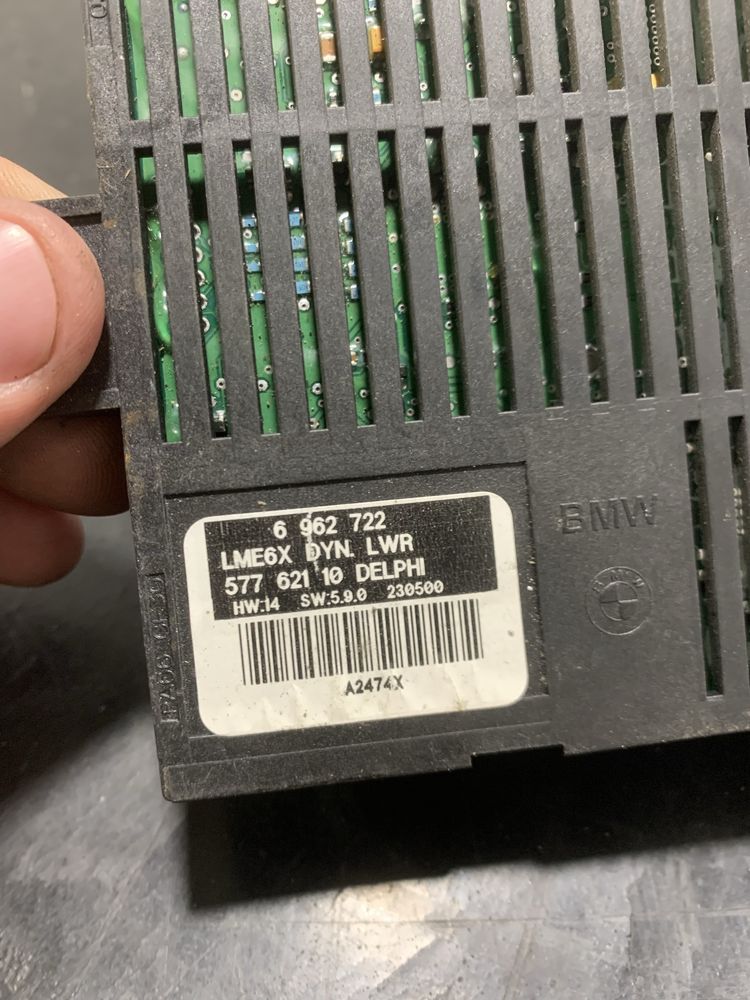 6 962 722
LME6X DYN. LWR
577 621 10 DELPHI
HW:14 SW:5.9.0 230500
A2474X
BMW